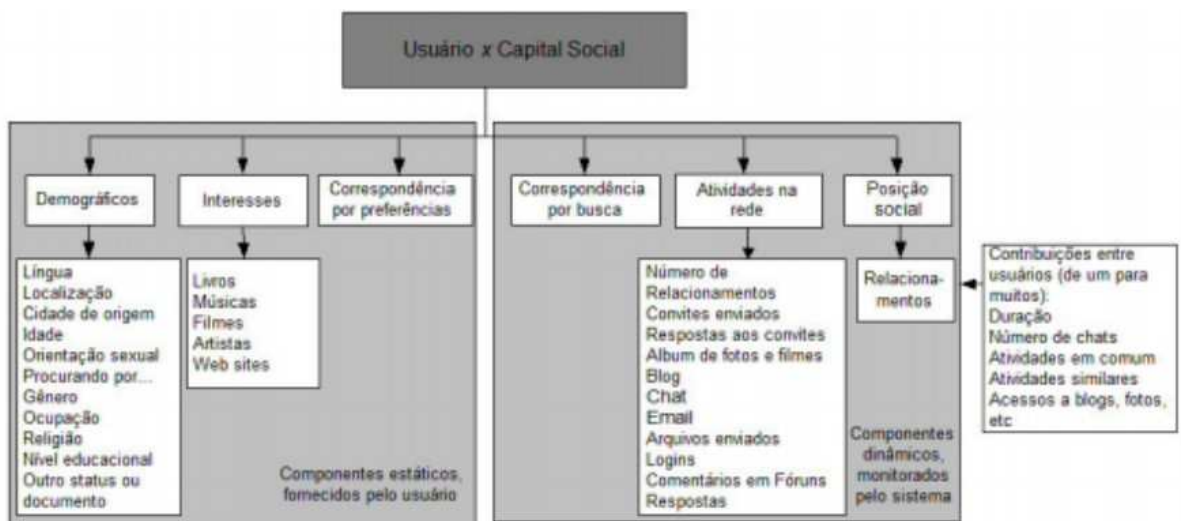 Usuário x Capital Social
Demográficos
Interesses
Correspondência
por preferências
Correspondência
por busca
Atividades na
rede
Posição
social
Língua
Localização
Cidade de origem
Idade
Orientação sexual
Procurando por...
Gênero
Ocupação
Religião
Nível educacional
Outro status ou
documento
Livros
Músicas
Filmes
Artistas
Web sites
Componentes estáticos,
fornecidos pelo usuário
Número de
Relacionamentos
Convites enviados
Respostas aos convites
Album de fotos e filmes
Blog
Chat
Email
Arquivos enviados
Logins
Comentários em Fóruns
Respostas
Relaciona-
mentos
Componentes
dinâmicos,
monitorados
pelo sistema
Contribuições entre
usuários (de um para
muitos):
Duração
Número de chats
Atividades em comum
Atividades similares
Acessos a blogs, fotos,
etc